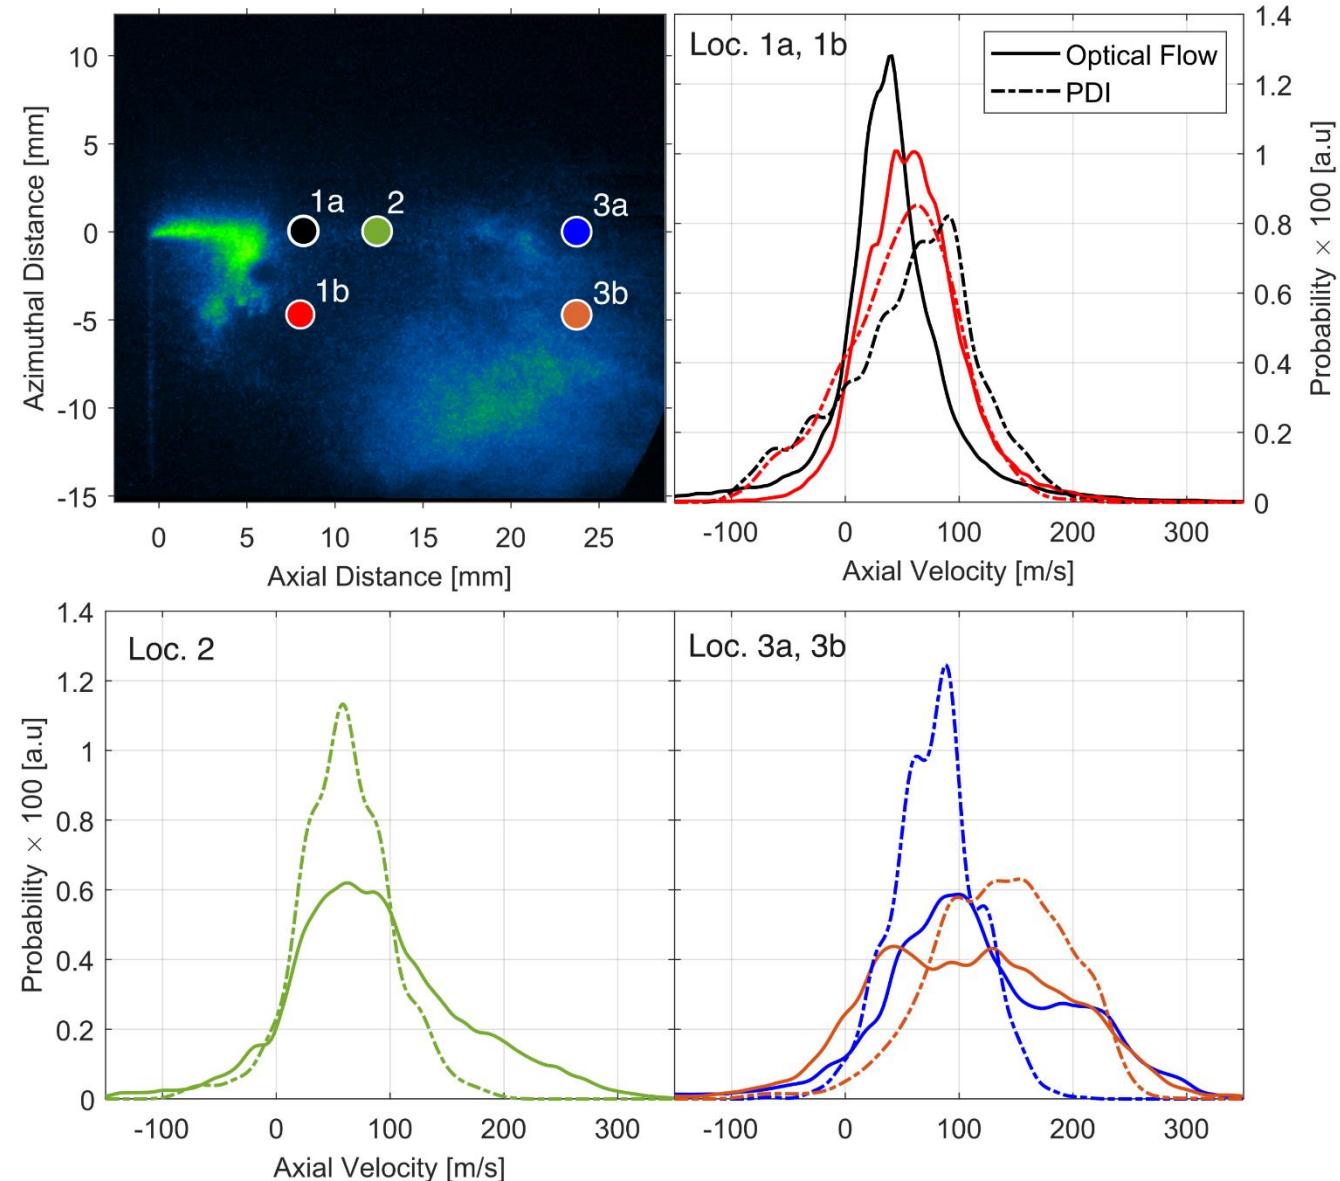 10
5
0
-5
-10
-15
Azimuthal Distance [mm]
1a
2
3a
1b
3b
0
5
10
15
20
25
Axial Distance [mm]
Loc. 1a, 1b
Optical Flow
PDI
1.4
1.2
1
0.8
0.6
0.4
0.2
0
Probability × 100 [a.u]
-100
0
100
200
300
Axial Velocity [m/s]
Loc. 2
1.4
1.2
1
0.8
0.6
0.4
0.2
0
Probability × 100 [a.u]
-100
0
100
200
300
Axial Velocity [m/s]
Loc. 3a, 3b
-100
0
100
200
300